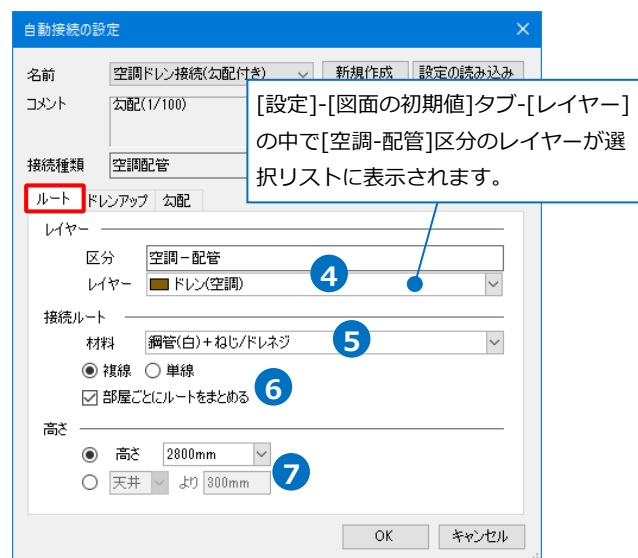 自動接続の設定
名前 空調ドレン接続(勾配付き) 新規作成 設定の読み込み
コメント 勾配(1/100)
[設定]-[図面の初期値]タブ-[レイヤー]
の中で[空調-配管]区分のレイヤーが選
択リストに表示されます。
接続種類 空調配管
ルート ドレンアップ 勾配
レイヤー
区分 空調－配管
レイヤー ドレン(空調) 4
接続ルート
材料 鋼管(白)+ねじ/ドレネジ 5
複線 単線
部屋ごとにルートをまとめる 6
高さ
高さ 2800mm
天井 より 300mm 7
OK キャンセル